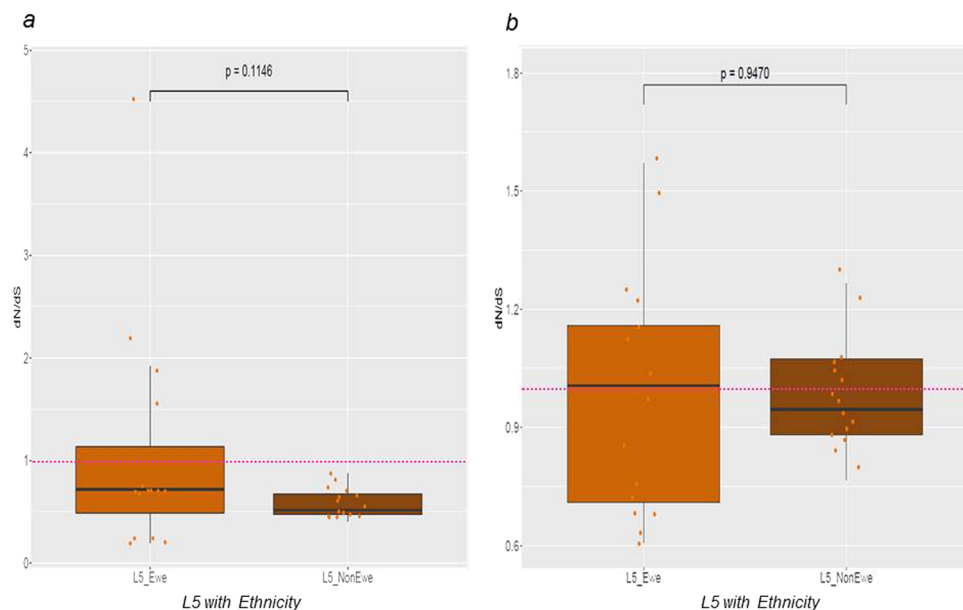 a
5
4
3
2
1
0
dN/dS
p = 0.1146
L5_Ewe
L5_NonEwe
L5 with Ethnicity
b
1.8
1.5
1.2
0.9
0.6
dN/dS
p = 0.9470
L5_Ewe
L5_NonEwe
L5 with Ethnicity